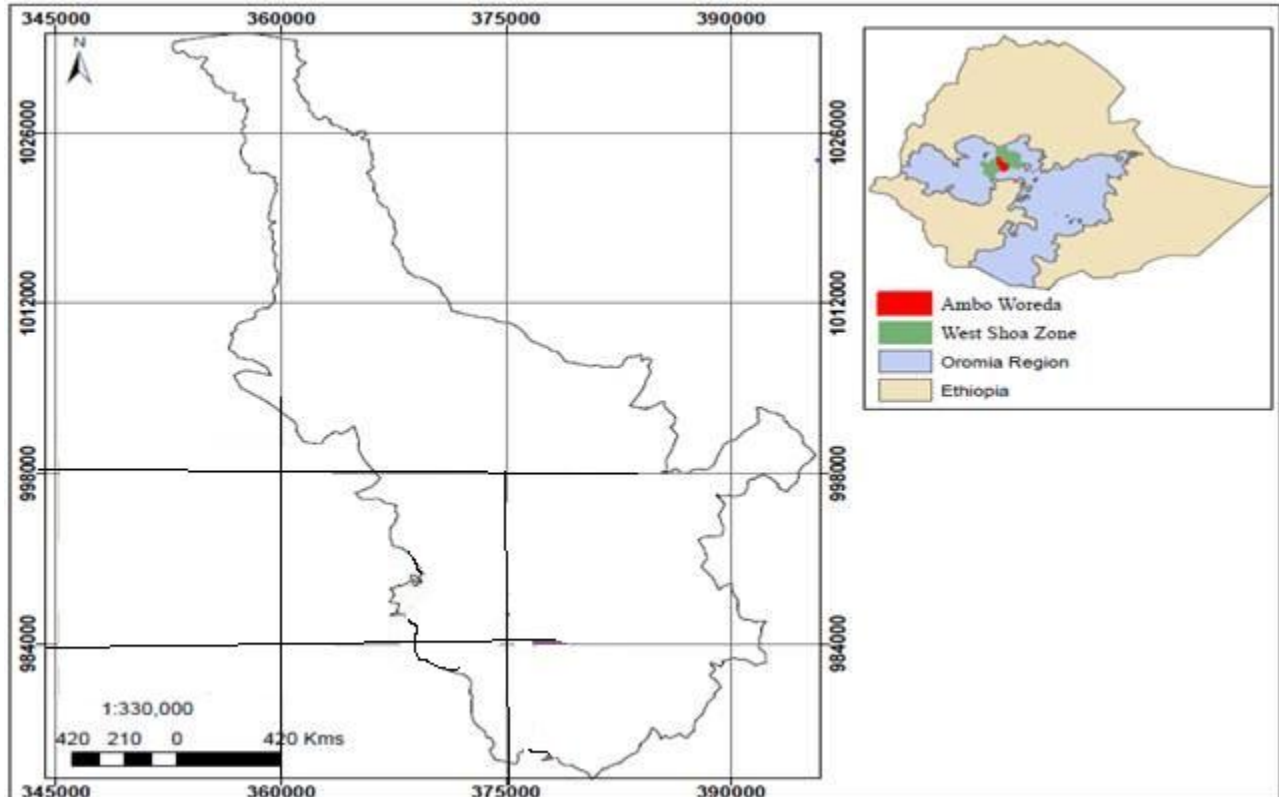 345000 360000 375000 390000
N
1026000 1026000
1012000 1012000
998000 998000
984000 984000
1:330,000
420 210 0 420 Kms
345000 360000 375000 390000
Ambo Woreda
West Shoa Zone
Oromia Region
Ethiopia